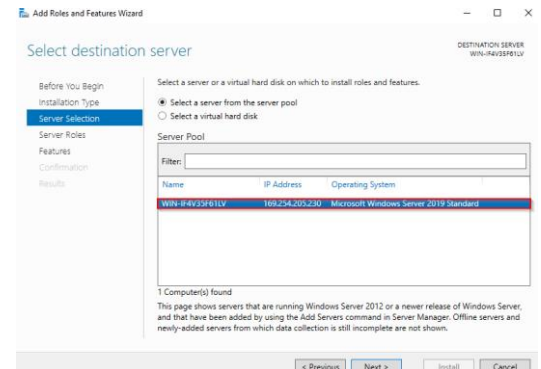 Add Roles and Features Wizard
Select destination server
DESTINATION SERVER
WIN-IF4V35F61LV
Before You Begin
Installation Type
Server Selection
Server Roles
Features
Confirmation
Results
Select a server or a virtual hard disk on which to install roles and features.
Select a server from the server pool
Select a virtual hard disk
Server Pool
Filter:
Name IP Address Operating System
WIN-IF4V35F61LV 169.254.205.230 Microsoft Windows Server 2019 Standard
1 Computer(s) found
This page shows servers that are running Windows Server 2012 or a newer release of Windows Server,
and that have been added by using the Add Servers command in Server Manager. Offline servers and
newly-added servers from which data collection is still incomplete are not shown.
< Previous Next > Install Cancel